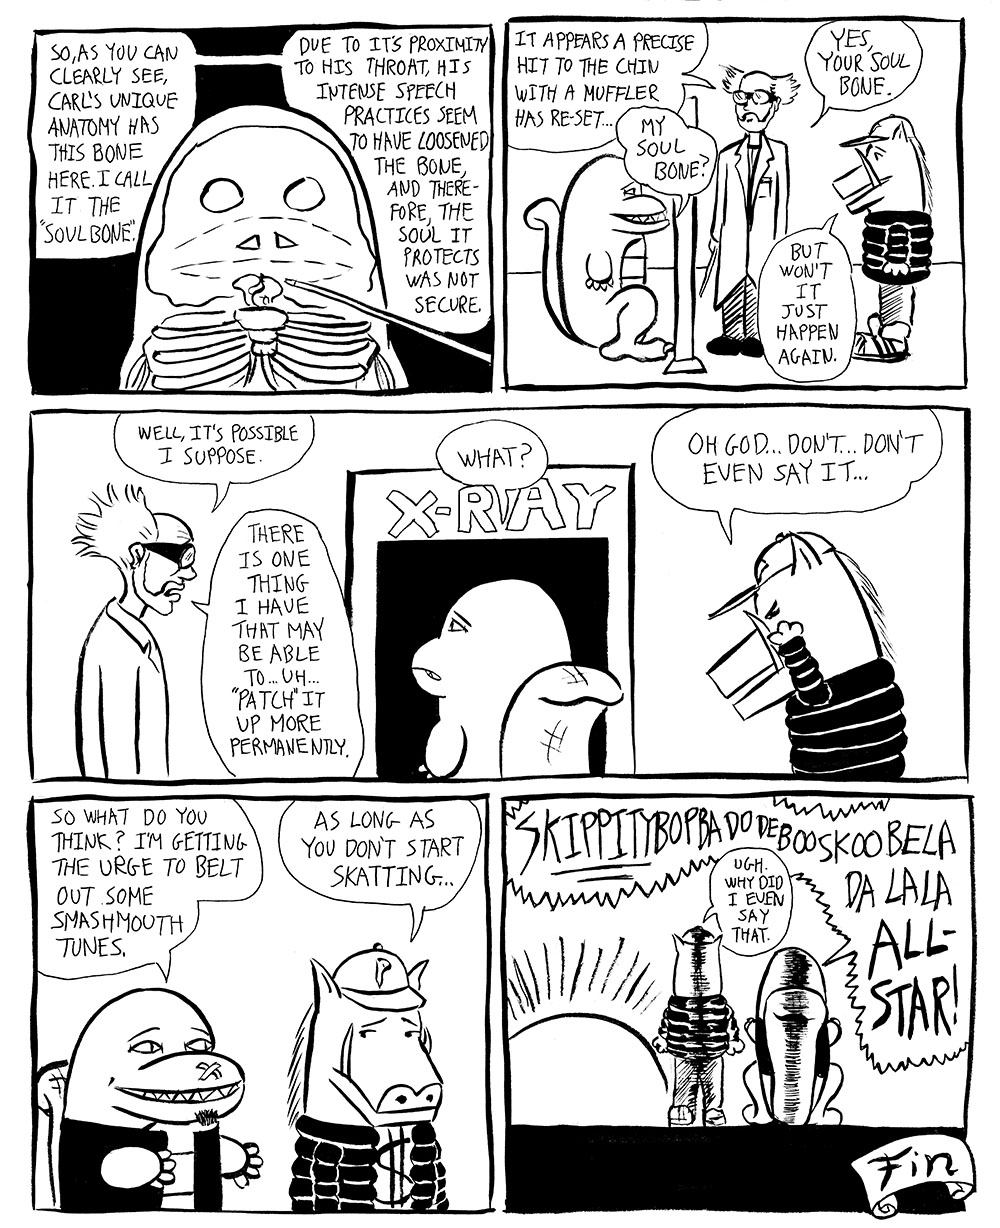 SO, AS YOU CAN
CLEARLY SEE,
CARL'S UNIQUE
ANATOMY HAS
THIS BONE
HERE. I CALL
IT THE
"SOUL BONE".
DUE TO IT'S PROXIMITY
TO HIS THROAT, HIS
INTENSE SPEECH
PRACTICES SEEM
TO HAVE LOOSENED
THE BONE,
AND THERE-
FORE, THE
SOUL IT
PROTECTS
WAS NOT
SECURE.
IT APPEARS A PRECISE
HIT TO THE CHIN
WITH A MUFFLER
HAS RE-SET...
MY
SOUL
BONE?
YES,
YOUR SOUL
BONE.
BUT
WON'T
IT
JUST
HAPPEN
AGAIN.
WELL, IT'S POSSIBLE
I SUPPOSE.
THERE
IS ONE
THING
I HAVE
THAT MAY
BE ABLE
TO... UH...
"PATCH" IT
UP MORE
PERMANENTLY.
WHAT?
X-RAY
OH GOD... DON'T... DON'T
EVEN SAY IT...
SO WHAT DO YOU
THINK? I'M GETTING
THE URGE TO BELT
OUT SOME
SMASHMOUTH
TUNES.
AS LONG AS
YOU DON'T START
SKATTING...
P
$
SKIPPITYBOPBADODEBOOSKOOBELA
DA LALA
ALL-
STAR!
UGH.
WHY DID
I EVEN
SAY
THAT.
Fin